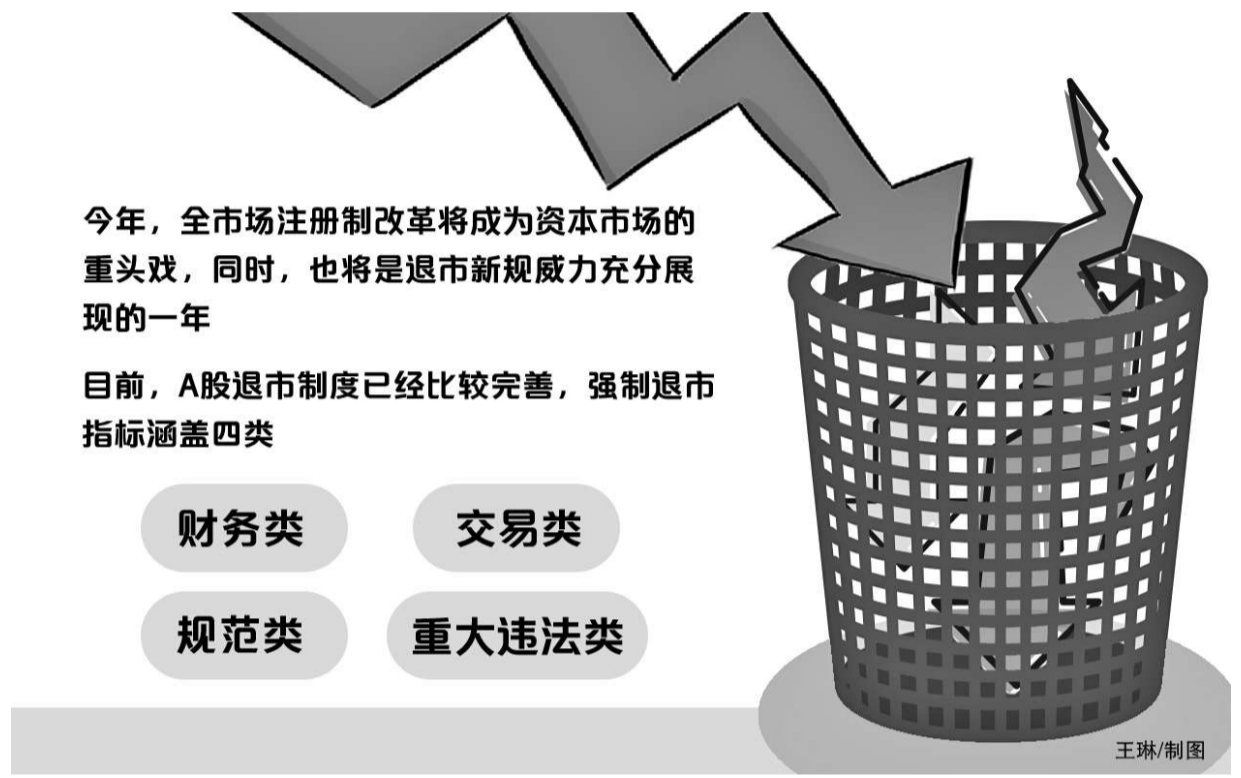 今年，全市场注册制改革将成为资本市场的
重头戏，同时，也将是退市新规威力充分展
现的一年
目前，A股退市制度已经比较完善，强制退市
指标涵盖四类
财务类
交易类
规范类
重大违法类
王琳/制图